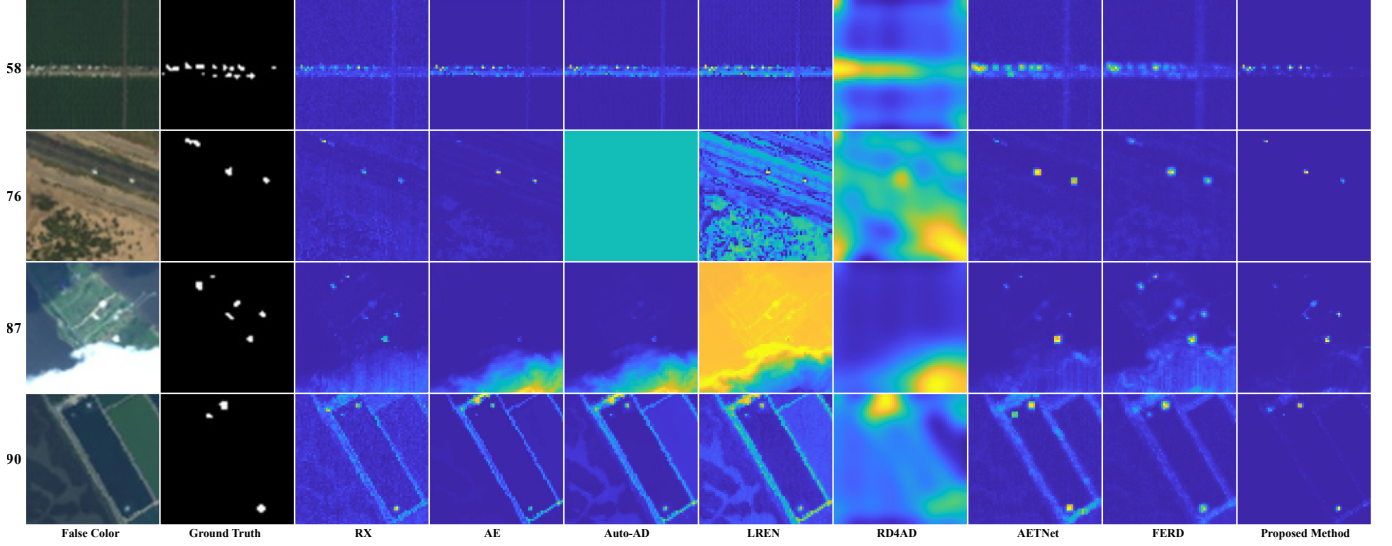 58
76
87
90
False Color Ground Truth RX AE Auto-AD LREN RD4AD AETNet FERD Proposed Method